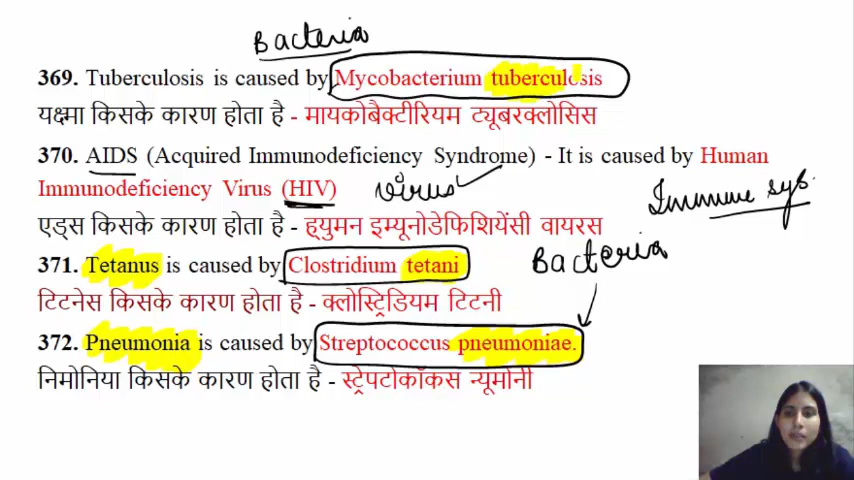 Bacteria
369. Tuberculosis is caused by Mycobacterium tuberculosis
यक्ष्मा किसके कारण होता है - मायकोबैक्टीरियम ट्यूबरक्लोसिस
370. AIDS (Acquired Immunodeficiency Syndrome) - It is caused by Human
Immunodeficiency Virus (HIV) Virus Immune sys.
एड्स किसके कारण होता है - ह्युमन इम्यूनोडेफिशियेंसी वायरस
371. Tetanus is caused by Clostridium tetani Bacteria
टिटनेस किसके कारण होता है - क्लोस्ट्रिडियम टिटनी
372. Pneumonia is caused by Streptococcus pneumoniae.
निमोनिया किसके कारण होता है - स्ट्रेपटोकॉकस न्यूमोनी